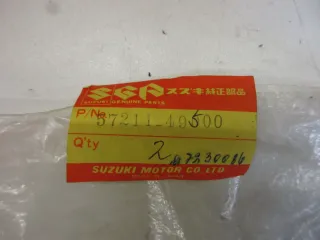 SGP スズキ純正部品
SUZUKI GENUINE PARTS
P/No. 57211-49500
Q'ty 2
SUZUKI MOTOR CO.,LTD.